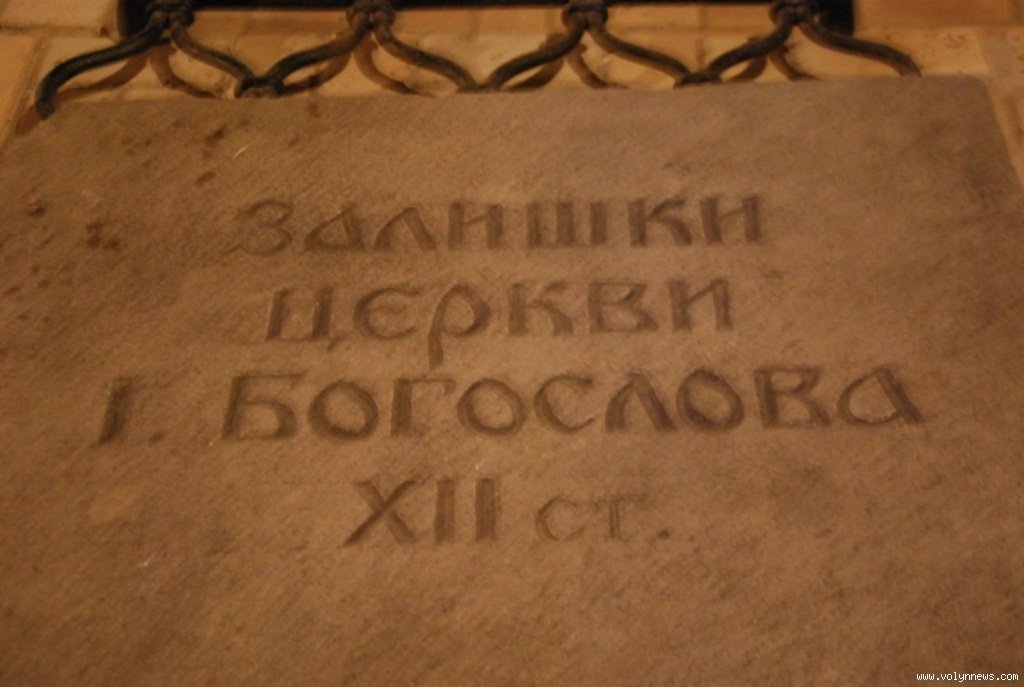 ЗАЛИШКИ
ЦЕРКВИ
І. БОГОСЛОВА
XII ст.
www.volynnews.com